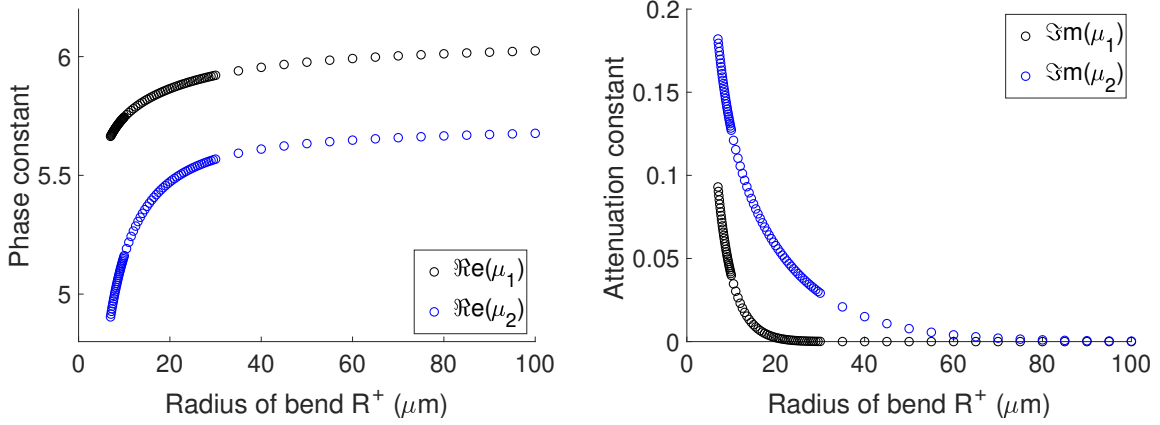 Phase constant
6
5.5
5
0
20
40
60
80
100
Radius of bend R⁺ (μm)
ℜe(μ₁)
ℜe(μ₂)
Attenuation constant
0.2
0.15
0.1
0.05
0
0
20
40
60
80
100
Radius of bend R⁺ (μm)
ℑm(μ₁)
ℑm(μ₂)